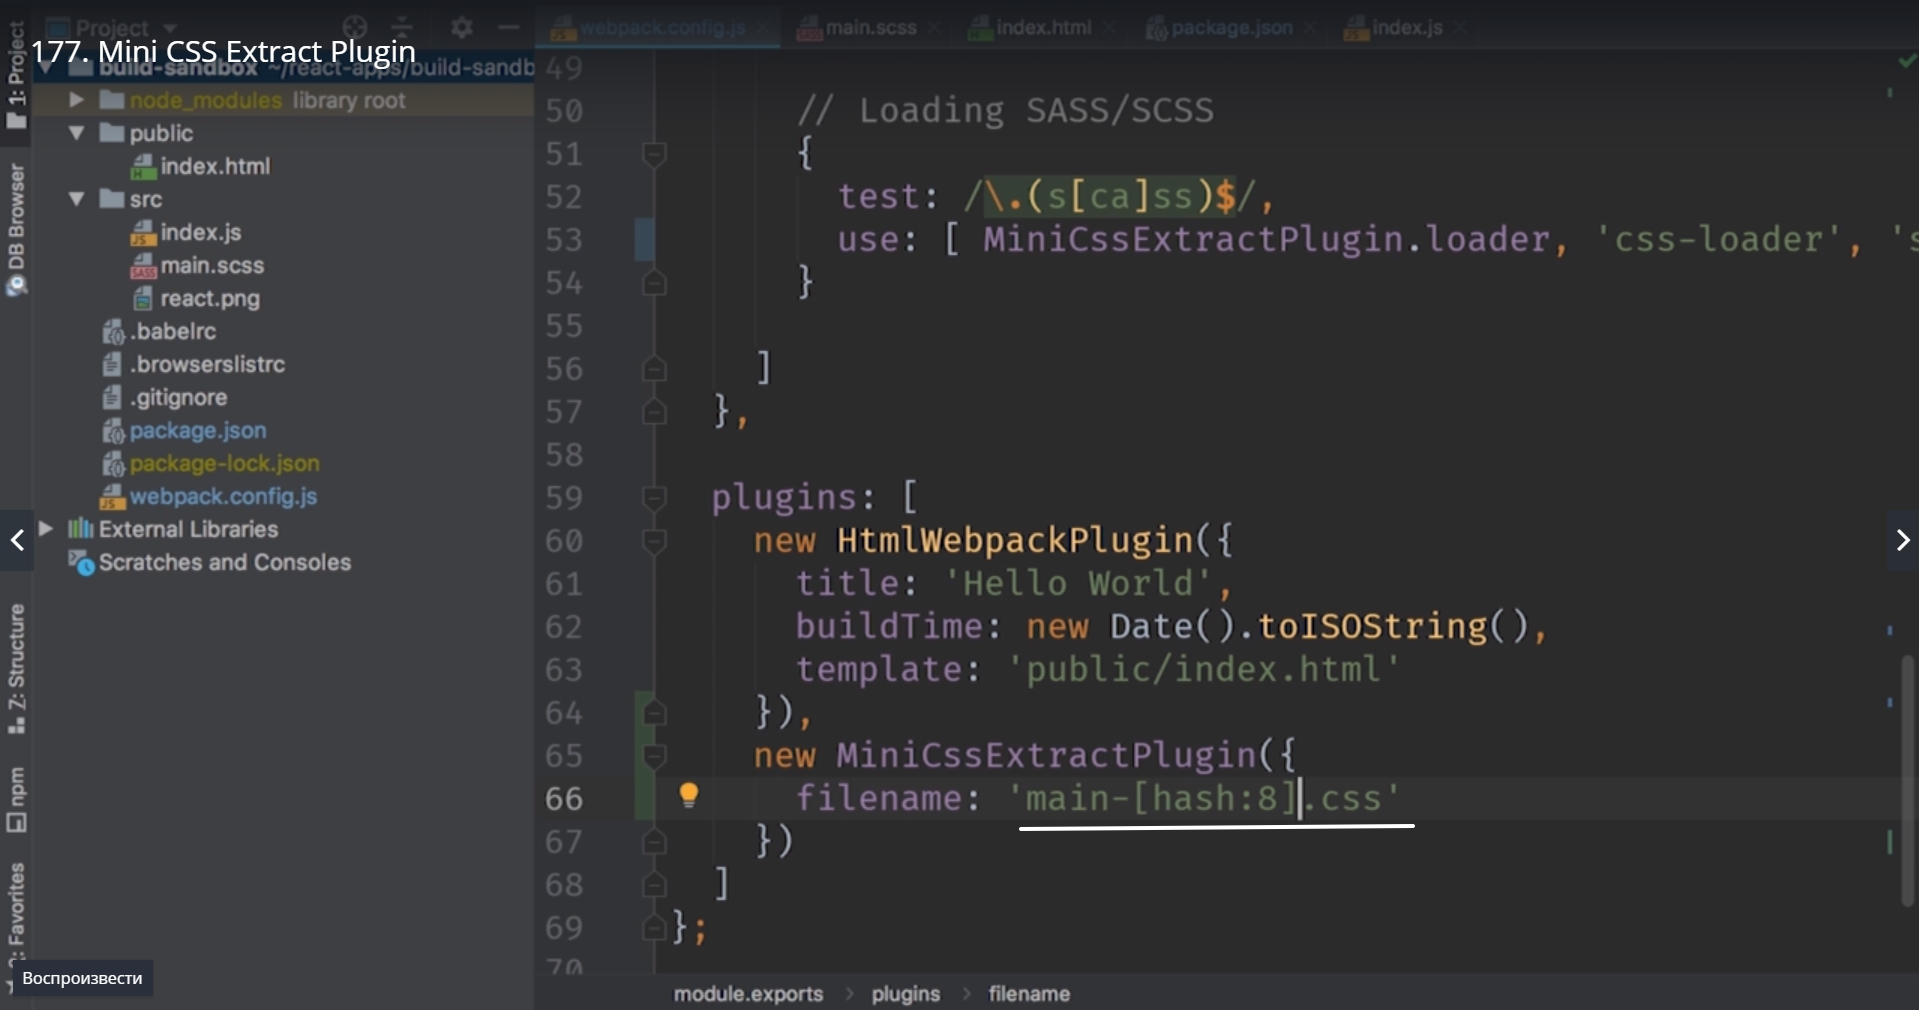 177. Mini CSS Extract Plugin
Project
webpack.config.js
main.scss
index.html
package.json
index.js
1: Project
DB Browser
Z: Structure
npm
Favorites
build-sandbox ~/react-apps/build-sandb
node_modules library root
public
index.html
src
index.js
main.scss
react.png
.babelrc
.browserslistrc
.gitignore
package.json
package-lock.json
webpack.config.js
External Libraries
Scratches and Consoles
49
50 // Loading SASS/SCSS
51 {
52 test: /\.(s[ca]ss)$/,
53 use: [ MiniCssExtractPlugin.loader, 'css-loader', 's
54 }
55
56 ]
57 },
58
59 plugins: [
60 new HtmlWebpackPlugin({
61 title: 'Hello World',
62 buildTime: new Date().toISOString(),
63 template: 'public/index.html'
64 }),
65 new MiniCssExtractPlugin({
66 filename: 'main-[hash:8].css'
67 })
68 ]
69 };
70
module.exports > plugins > filename
Воспроизвести